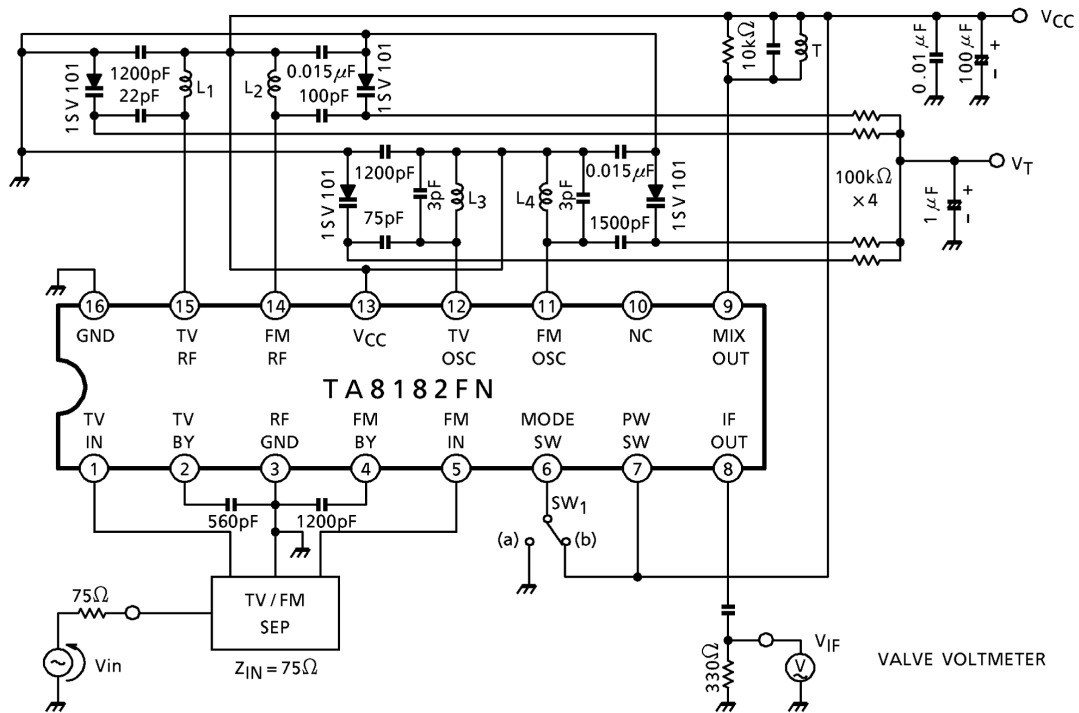 VCC
1200pF
22pF
1SV101
L1
L2
0.015μF
100pF
1SV101
10kΩ
T
0.01μF
100μF
+
-
1200pF
75pF
1SV101
3pF
L3
L4
3pF
0.015μF
1500pF
1SV101
100kΩ
×4
VT
1μF
+
-
16
15
14
13
12
11
10
9
GND
TV
RF
FM
RF
VCC
TV
OSC
FM
OSC
NC
MIX
OUT
TA8182FN
TV
IN
TV
BY
RF
GND
FM
BY
FM
IN
MODE
SW
PW
SW
IF
OUT
1
2
3
4
5
6
7
8
560pF
1200pF
SW1
(a)
(b)
75Ω
Vin
TV/FM
SEP
ZIN=75Ω
330Ω
VIF
V
VALVE VOLTMETER